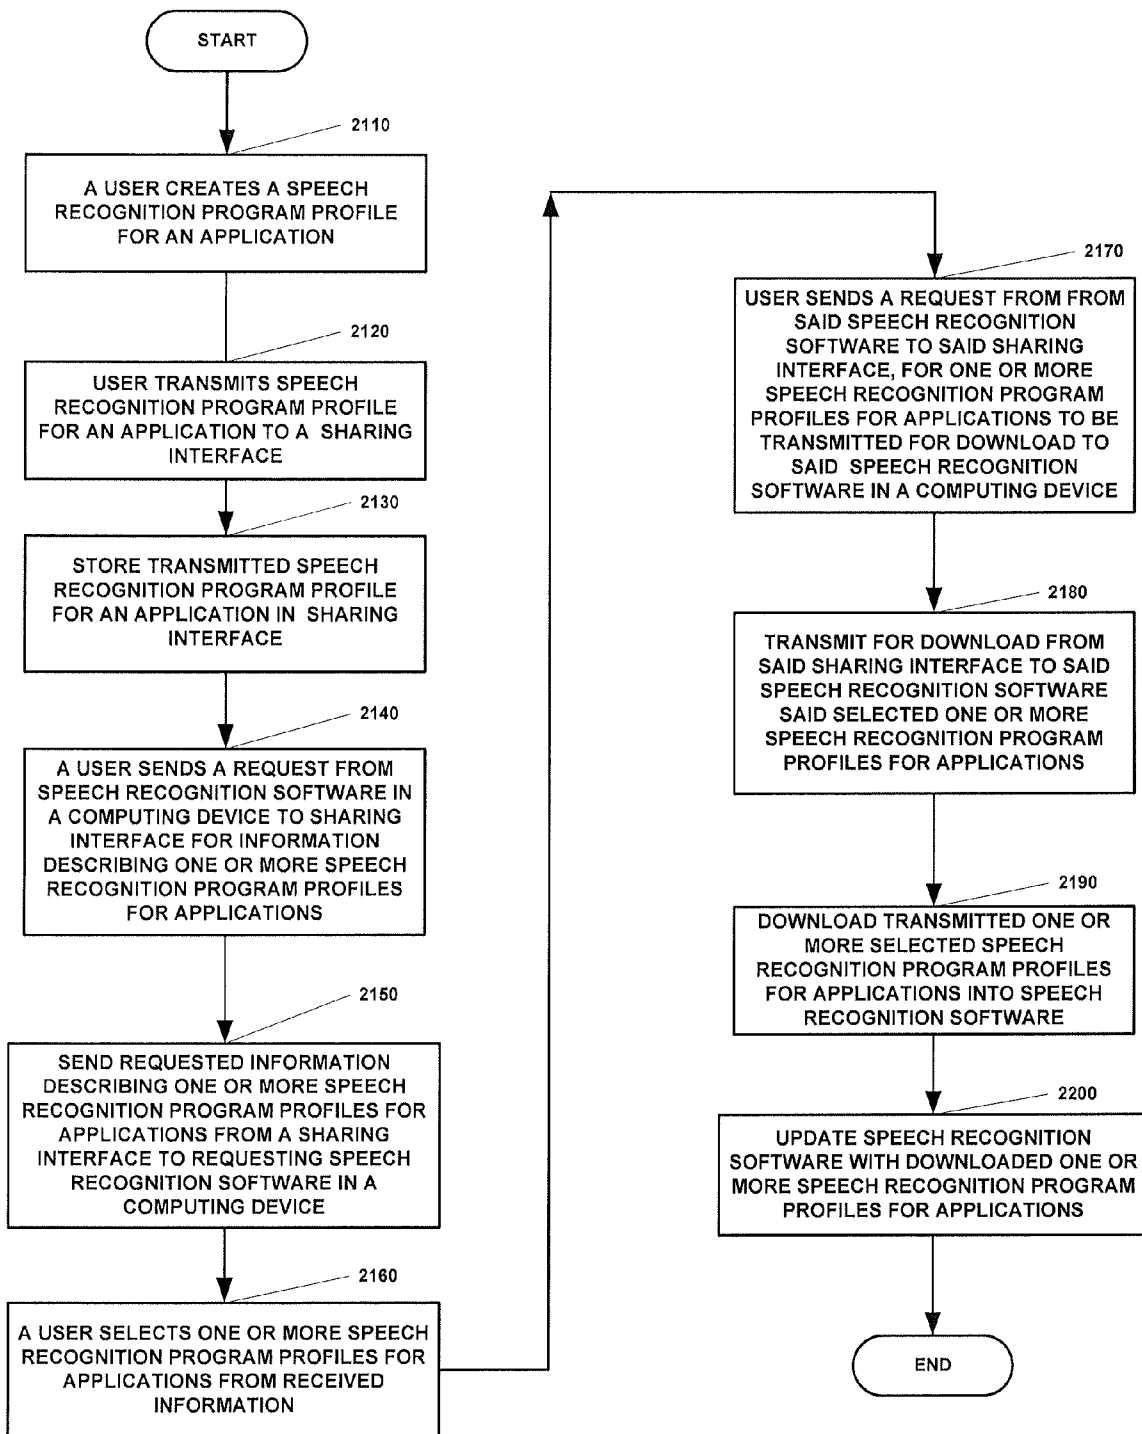 START
2110
A USER CREATES A SPEECH
RECOGNITION PROGRAM PROFILE
FOR AN APPLICATION
2120
USER TRANSMITS SPEECH
RECOGNITION PROGRAM PROFILE
FOR AN APPLICATION TO A SHARING
INTERFACE
2130
STORE TRANSMITTED SPEECH
RECOGNITION PROGRAM PROFILE
FOR AN APPLICATION IN SHARING
INTERFACE
2140
A USER SENDS A REQUEST FROM
SPEECH RECOGNITION SOFTWARE IN
A COMPUTING DEVICE TO SHARING
INTERFACE FOR INFORMATION
DESCRIBING ONE OR MORE SPEECH
RECOGNITION PROGRAM PROFILES
FOR APPLICATIONS
2150
SEND REQUESTED INFORMATION
DESCRIBING ONE OR MORE SPEECH
RECOGNITION PROGRAM PROFILES FOR
APPLICATIONS FROM A SHARING
INTERFACE TO REQUESTING SPEECH
RECOGNITION SOFTWARE IN A
COMPUTING DEVICE
2160
A USER SELECTS ONE OR MORE SPEECH
RECOGNITION PROGRAM PROFILES FOR
APPLICATIONS FROM RECEIVED
INFORMATION
2170
USER SENDS A REQUEST FROM FROM
SAID SPEECH RECOGNITION
SOFTWARE TO SAID SHARING
INTERFACE, FOR ONE OR MORE
SPEECH RECOGNITION PROGRAM
PROFILES FOR APPLICATIONS TO BE
TRANSMITTED FOR DOWNLOAD TO
SAID SPEECH RECOGNITION
SOFTWARE IN A COMPUTING DEVICE
2180
TRANSMIT FOR DOWNLOAD FROM
SAID SHARING INTERFACE TO SAID
SPEECH RECOGNITION SOFTWARE
SAID SELECTED ONE OR MORE
SPEECH RECOGNITION PROGRAM
PROFILES FOR APPLICATIONS
2190
DOWNLOAD TRANSMITTED ONE OR
MORE SELECTED SPEECH
RECOGNITION PROGRAM PROFILES
FOR APPLICATIONS INTO SPEECH
RECOGNITION SOFTWARE
2200
UPDATE SPEECH RECOGNITION
SOFTWARE WITH DOWNLOADED ONE OR
MORE SPEECH RECOGNITION PROGRAM
PROFILES FOR APPLICATIONS
END